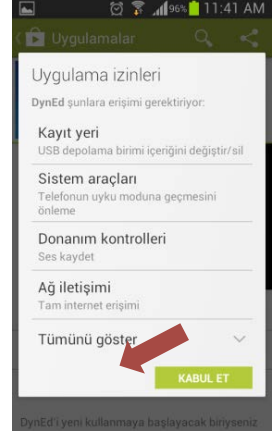 96% 11:41 AM
Uygulamalar
Uygulama izinleri
DynEd şunlara erişimi gerektiriyor:
Kayıt yeri
USB depolama birimi içeriğini değiştir/sil
Sistem araçları
Telefonun uyku moduna geçmesini
önleme
Donanım kontrolleri
Ses kaydet
Ağ iletişimi
Tam internet erişimi
Tümünü göster
KABUL ET
DynEd'i yeni kullanmaya başlayacak biriyseniz